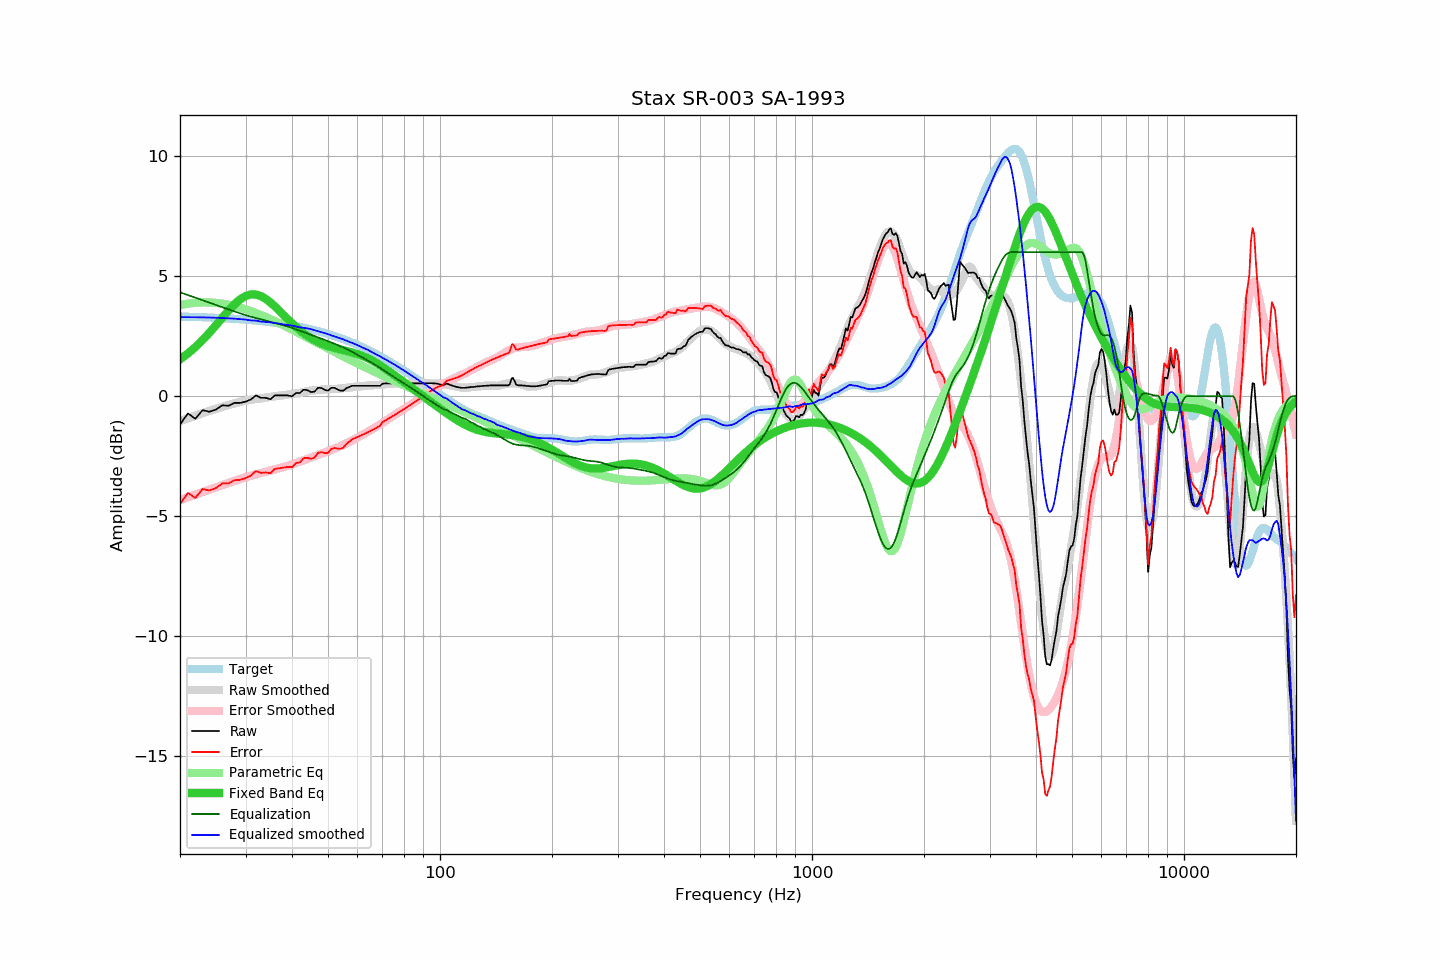 Stax SR-003 SA-1993
10
5
0
−5
−10
−15
Amplitude (dBr)
Target
Raw Smoothed
Error Smoothed
Raw
Error
Parametric Eq
Fixed Band Eq
Equalization
Equalized smoothed
100
1000
10000
Frequency (Hz)